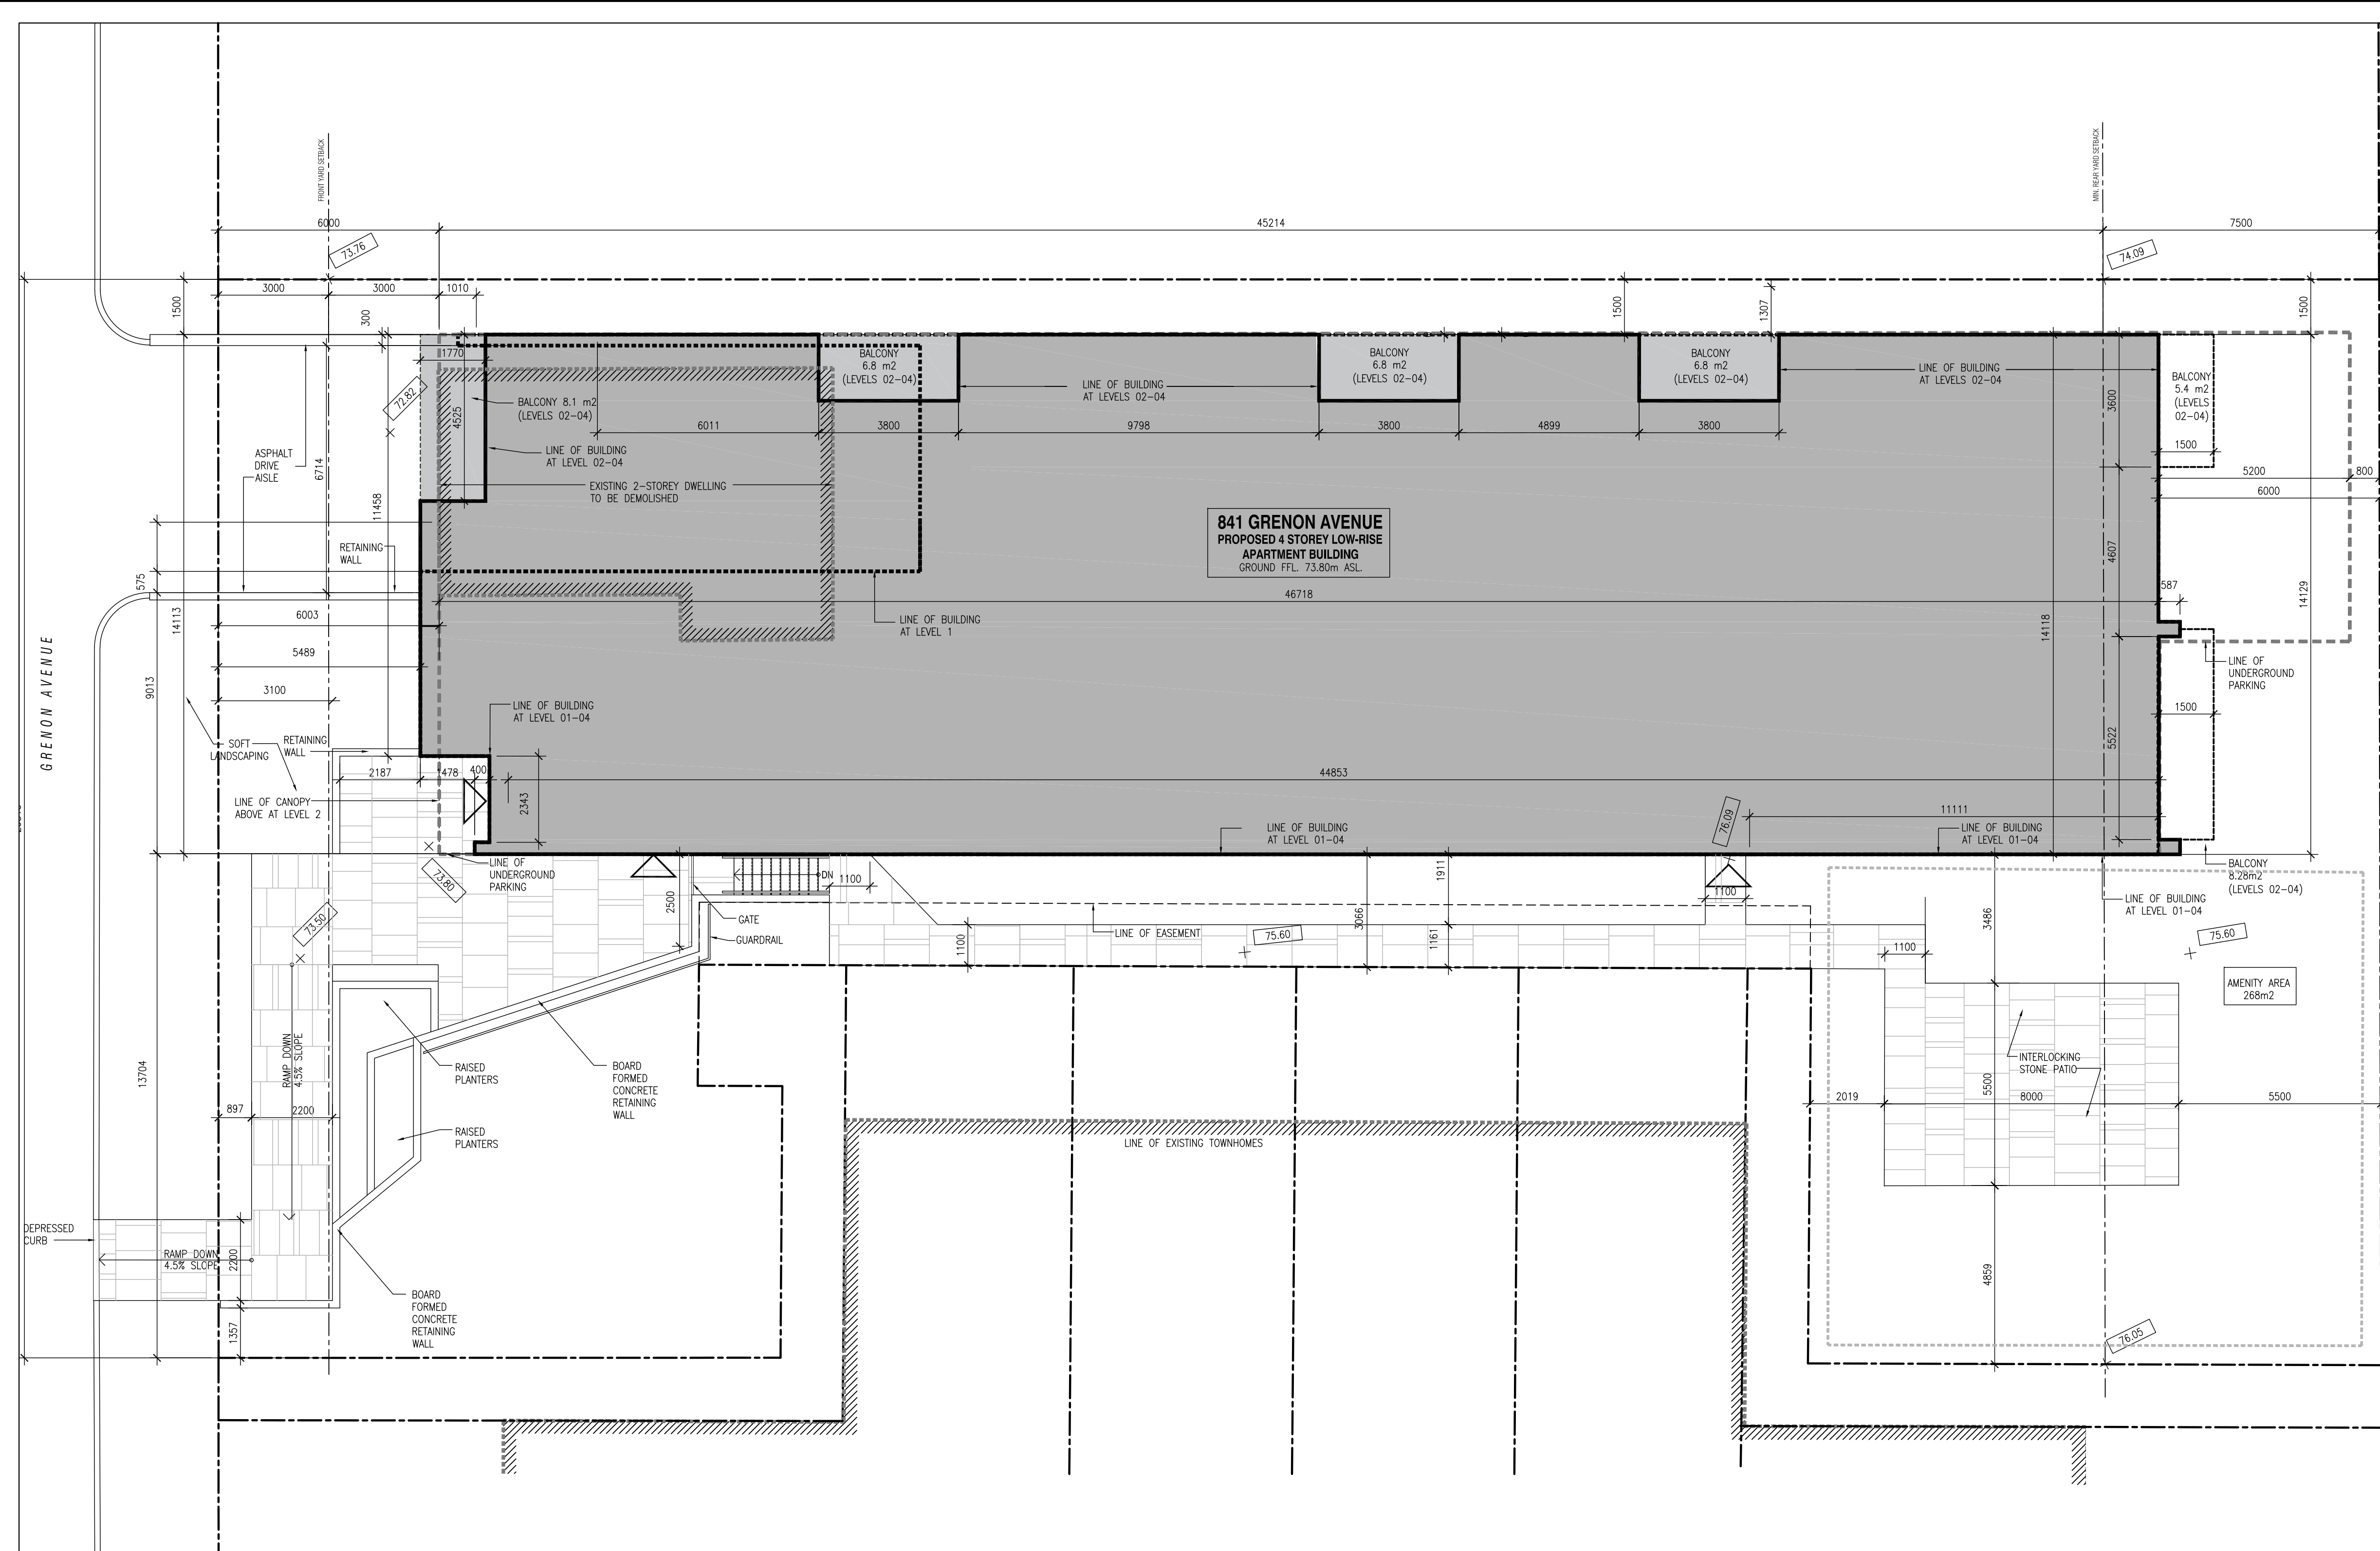 FRONT YARD SETBACK
MIN. REAR YARD SETBACK
6000
45214
7500
73.76
74.09
3000
3000
1010
1500
300
1500
1307
1500
1770
BALCONY
6.8 m2
(LEVELS 02-04)
BALCONY
6.8 m2
(LEVELS 02-04)
BALCONY
6.8 m2
(LEVELS 02-04)
LINE OF BUILDING
AT LEVELS 02-04
LINE OF BUILDING
AT LEVELS 02-04
BALCONY
5.4 m2
(LEVELS
02-04)
72.82
4525
BALCONY 8.1 m2
(LEVELS 02-04)
3600
6011
3800
9798
3800
4899
3800
1500
ASPHALT
DRIVE
AISLE
6714
11458
LINE OF BUILDING
AT LEVEL 02-04
EXISTING 2-STOREY DWELLING
TO BE DEMOLISHED
5200
800
6000
841 GRENON AVENUE
PROPOSED 4 STOREY LOW-RISE
APARTMENT BUILDING
GROUND FFL. 73.80m ASL.
RETAINING
WALL
575
14113
4607
587
14129
46718
6003
LINE OF BUILDING
AT LEVEL 1
14118
GRENON AVENUE
5489
9013
3100
LINE OF
UNDERGROUND
PARKING
1500
LINE OF BUILDING
AT LEVEL 01-04
SOFT
LANDSCAPING
RETAINING
WALL
5522
2187
478
400
44853
LINE OF CANOPY
ABOVE AT LEVEL 2
2343
76.09
11111
LINE OF BUILDING
AT LEVEL 01-04
LINE OF BUILDING
AT LEVEL 01-04
LINE OF
UNDERGROUND
PARKING
73.80
DN
1100
2500
1911
1100
BALCONY
8.28m2
(LEVELS 02-04)
LINE OF BUILDING
AT LEVEL 01-04
73.50
GATE
GUARDRAIL
3066
1100
LINE OF EASEMENT
75.60
1161
3486
1100
75.60
AMENITY AREA
268m2
RAMP DOWN
4.5% SLOPE
13704
RAISED
PLANTERS
BOARD
FORMED
CONCRETE
RETAINING
WALL
INTERLOCKING
STONE PATIO
897
2200
2019
5500
8000
5500
RAISED
PLANTERS
LINE OF EXISTING TOWNHOMES
DEPRESSED
CURB
RAMP DOWN
4.5% SLOPE
2200
4859
BOARD
FORMED
CONCRETE
RETAINING
WALL
1357
76.05